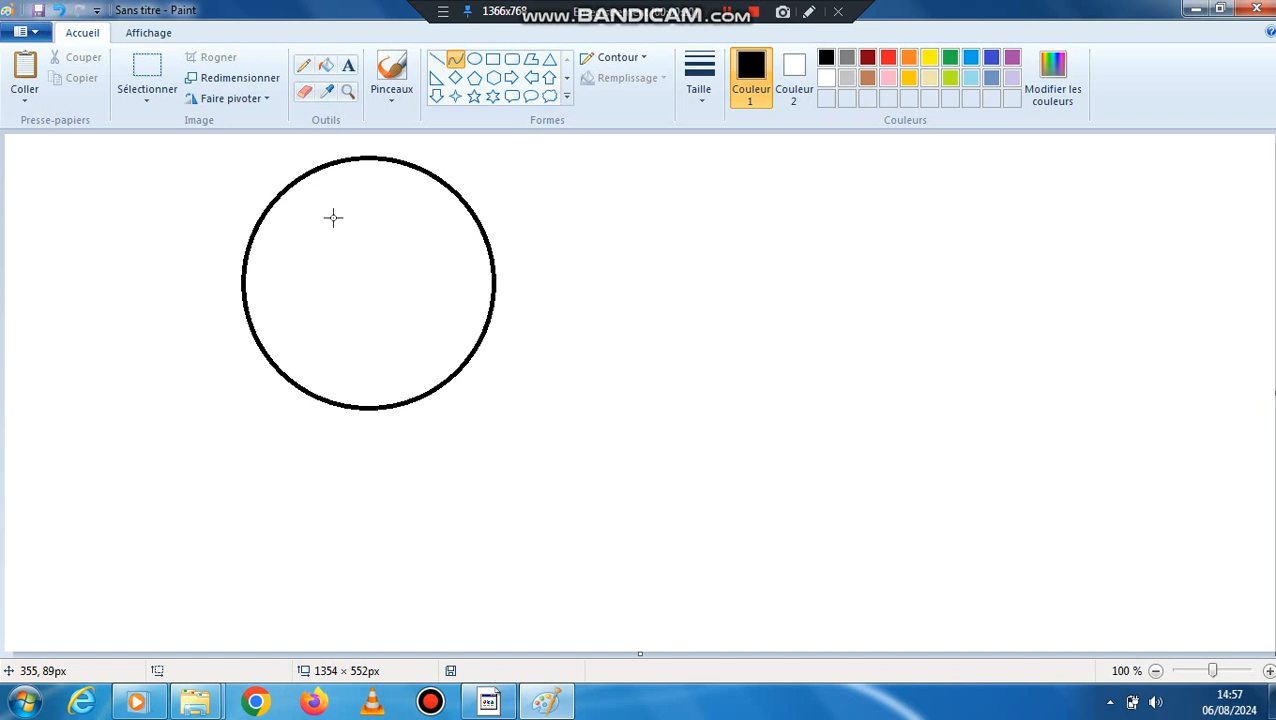 Sans titre - Paint
1366x768
www.BANDICAM.com
Accueil
Affichage
Coller
Couper
Copier
Presse-papiers
Sélectionner
Rogner
Redimensionner
Faire pivoter
Image
A
Outils
Pinceaux
Contour
Remplissage
Formes
Taille
Couleur
1
Couleur
2
Modifier les
couleurs
Couleurs
355, 89px
1354 × 552px
100 %
14:57
06/08/2024